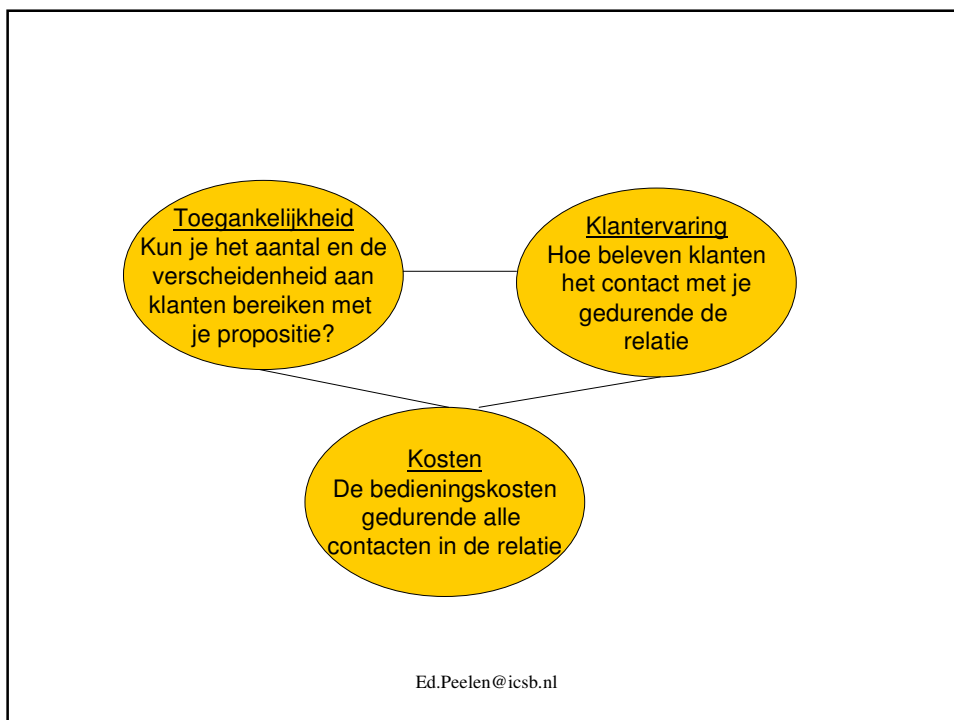 Toegankelijkheid
Kun je het aantal en de
verscheidenheid aan
klanten bereiken met
je propositie?
Klantervaring
Hoe beleven klanten
het contact met je
gedurende de
relatie
Kosten
De bedieningskosten
gedurende alle
contacten in de relatie
Ed.Peelen@icsb.nl